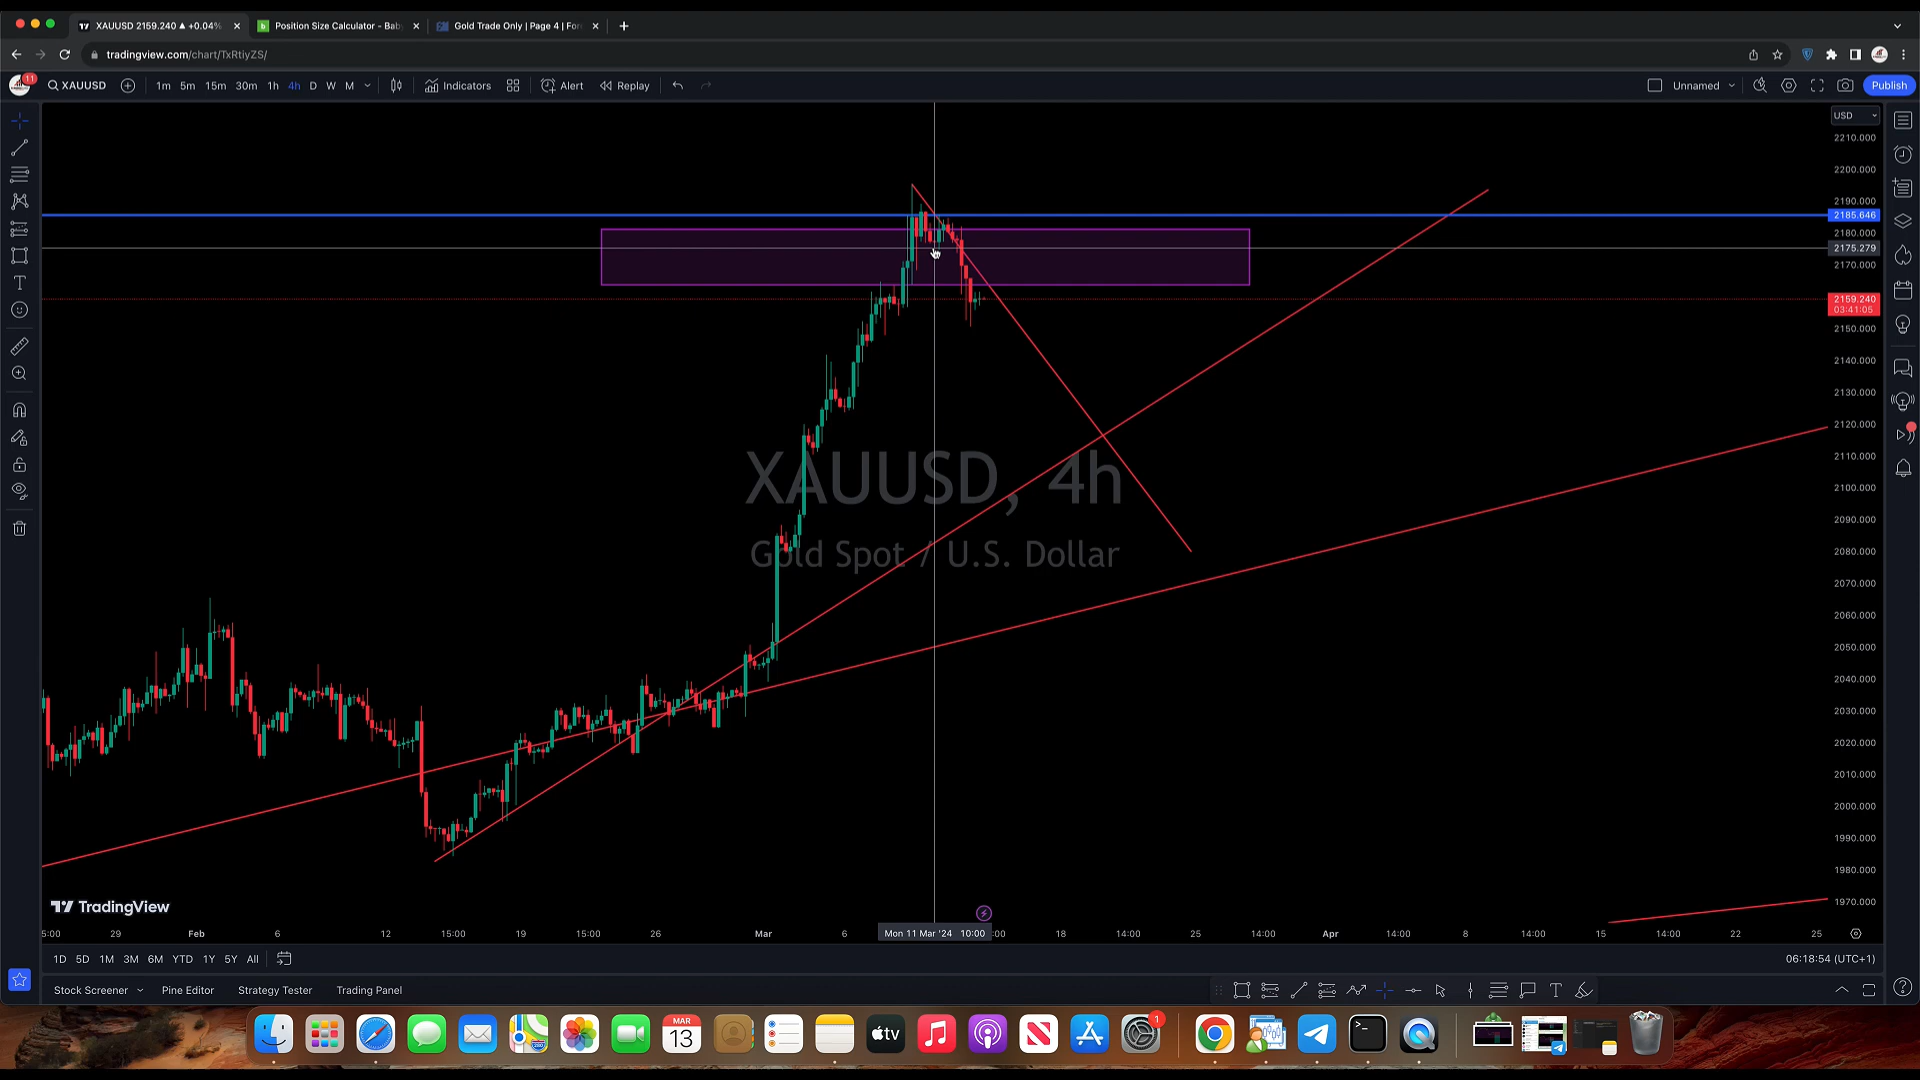 XAUUSD 2159.240 ▲ +0.04%
Position Size Calculator - Bab
Gold Trade Only | Page 4 | For
tradingview.com/chart/TxRtiyZS/
11
XAUUSD
1m 5m 15m 30m 1h 4h D W M
Indicators
Alert
Replay
Unnamed
Publish
USD
2210.000
2200.000
2190.000
2185.646
2180.000
2175.279
2170.000
2159.240
03:41:05
2150.000
2140.000
2130.000
2120.000
2110.000
2100.000
2090.000
2080.000
2070.000
2060.000
2050.000
2040.000
2030.000
2020.000
2010.000
2000.000
1990.000
1980.000
1970.000
XAUUSD, 4h
Gold Spot / U.S. Dollar
TradingView
5:00 29 Feb 6 12 15:00 19 15:00 26 Mar 6 Mon 11 Mar '24 10:00 :00 18 14:00 25 14:00 Apr 14:00 8 14:00 15 14:00 22 25
1D 5D 1M 3M 6M YTD 1Y 5Y All
06:18:54 (UTC+1)
Stock Screener Pine Editor Strategy Tester Trading Panel
MAR
13
tv
1